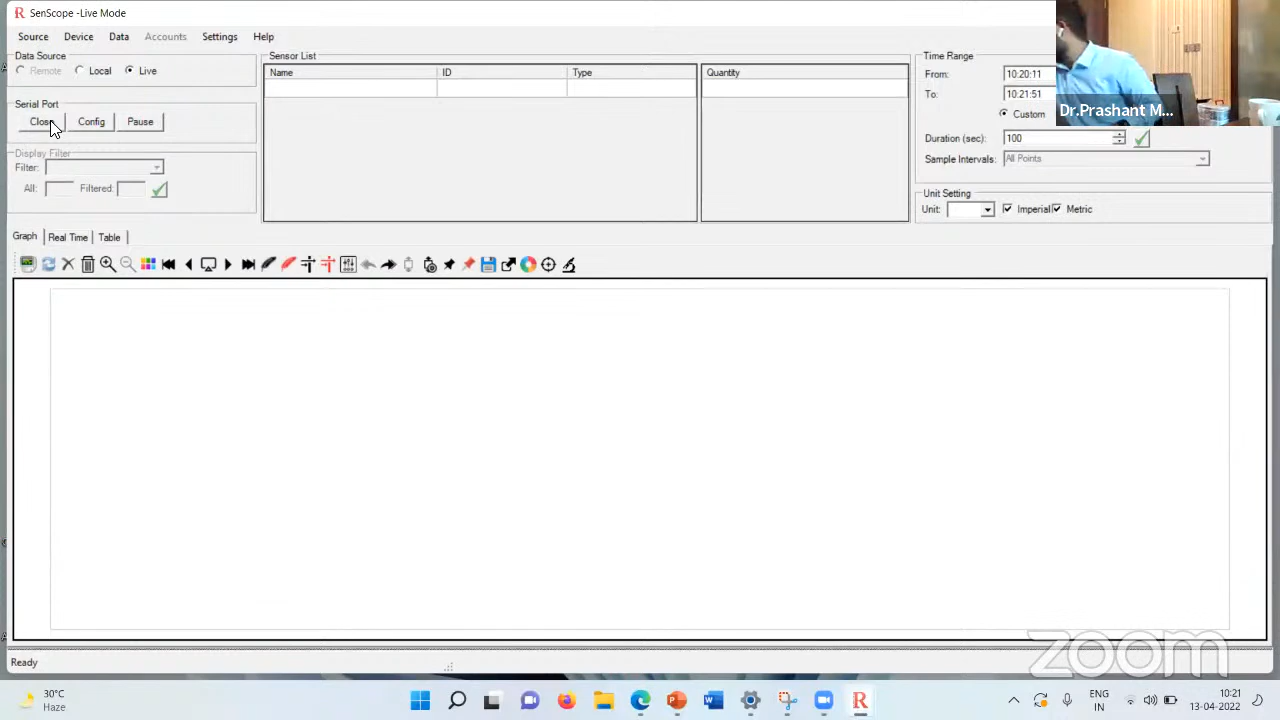 SenScope -Live Mode
Source Device Data Accounts Settings Help
Data Source
Remote Local Live
Serial Port
Config Pause
Display Filter
Filter:
All: Filtered:
Sensor List
Name ID Type
Quantity
Time Range
From: 10:20:11
To: 10:21:51
Custom
Duration (sec): 100
Sample Intervals: All Points
Unit Setting
Unit: Imperial Metric
Dr.Prashant M...
Graph Real Time Table
Ready
zoom
30°C
Haze
R
ENG
IN
10:21
13-04-2022